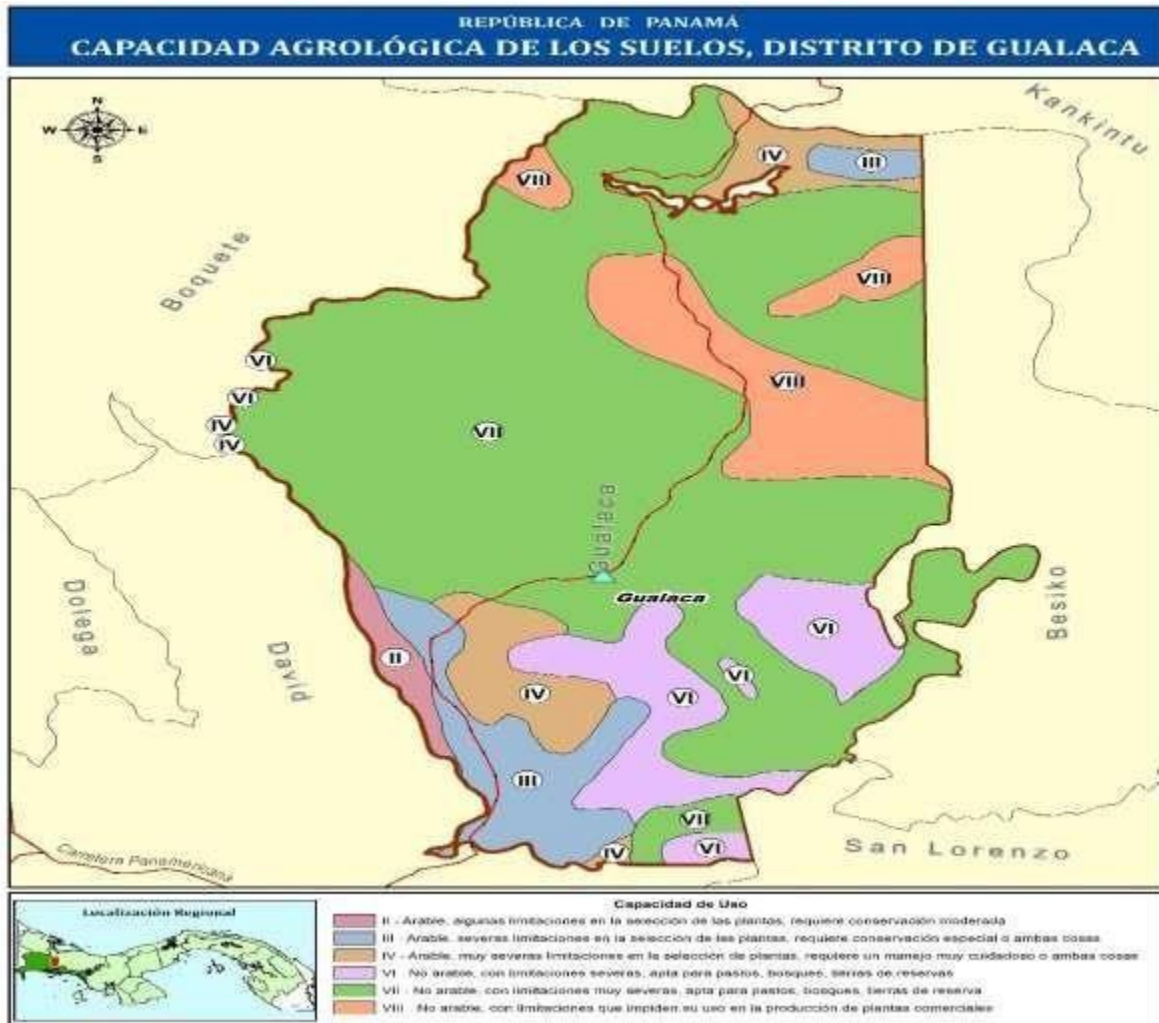 REPÚBLICA DE PANAMÁ
CAPACIDAD AGROLÓGICA DE LOS SUELOS, DISTRITO DE GUALACA
N
W E
S
Kankintu
IV
III
VIII
Boquete
VIII
VI
VIII
VI
IV
IV
VII
Gualaca
Gualaca
Dolega
David
Besiko
II
VI
VI
IV
VI
III
VII
IV
VI
San Lorenzo
Carretera Panamericana
Localización Regional
Capacidad de Uso
II - Arable, algunas limitaciones en la selección de las plantas, requiere conservación moderada
III - Arable, severas limitaciones en la selección de las plantas, requiere conservación especial o ambas cosas
IV - Arable, muy severas limitaciones en la selección de plantas, requiere un manejo muy cuidadoso o ambas cosas
VI - No arable, con limitaciones severas, apta para pastos, bosques, tierras de reservas
VII - No arable, con limitaciones muy severas, apta para pastos, bosques, tierras de reserva
VIII - No arable, con limitaciones que impiden su uso en la producción de plantas comerciales